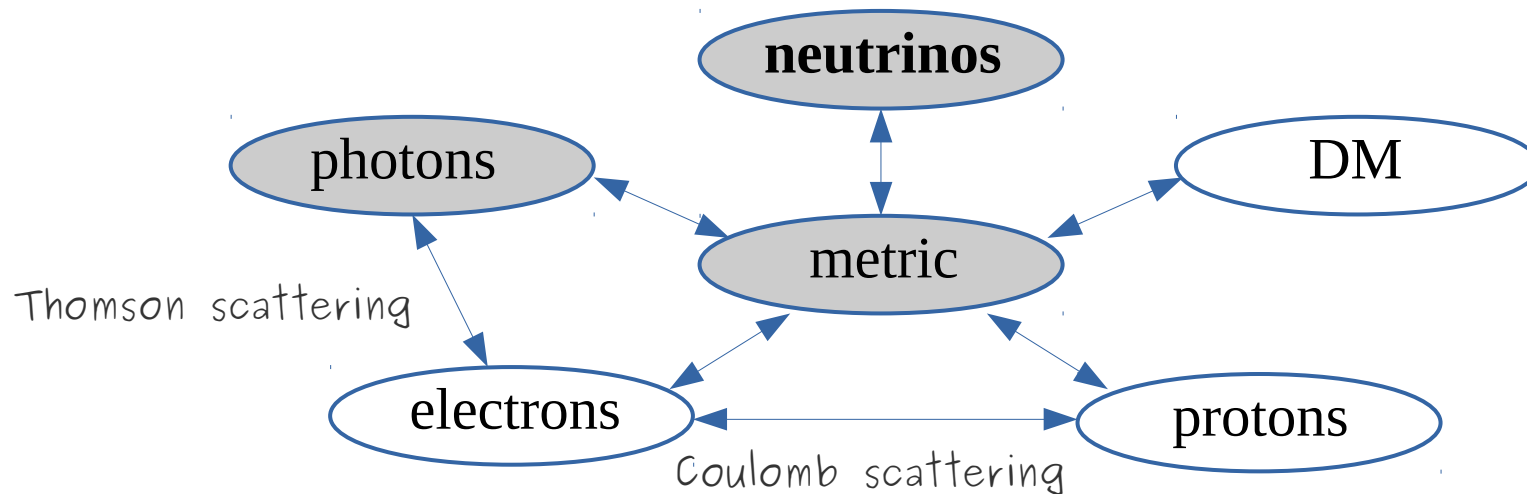 neutrinos
photons
DM
metric
Thomson scattering
electrons
protons
Coulomb scattering